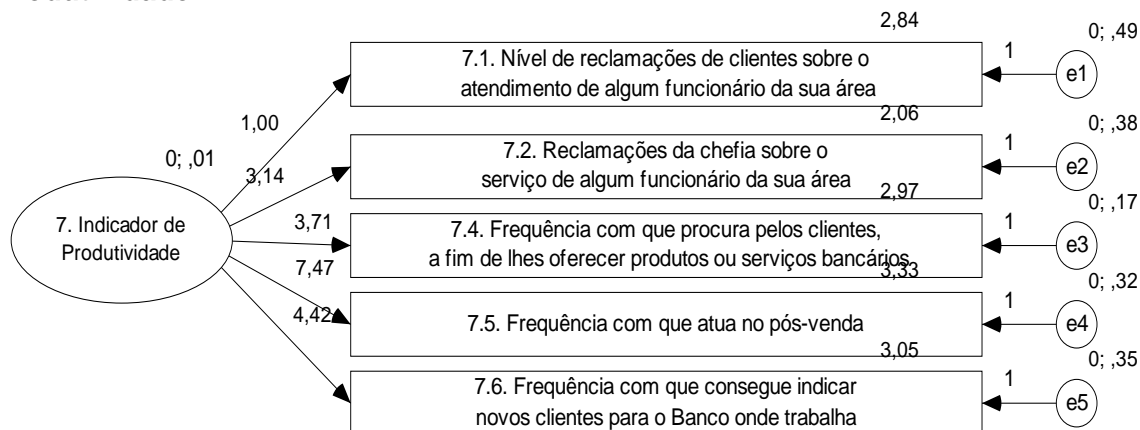 2,84
0; ,49
7.1. Nível de reclamações de clientes sobre o
atendimento de algum funcionário da sua área
1
e1
1,00
2,06
0; ,38
0; ,01
3,14
7.2. Reclamações da chefia sobre o
serviço de algum funcionário da sua área
1
e2
2,97
0; ,17
7. Indicador de
Produtividade
3,71
7.4. Frequência com que procura pelos clientes,
a fim de lhes oferecer produtos ou serviços bancários
1
e3
7,47
3,33
0; ,32
4,42
7.5. Frequência com que atua no pós-venda
1
e4
3,05
0; ,35
7.6. Frequência com que consegue indicar
novos clientes para o Banco onde trabalha
1
e5